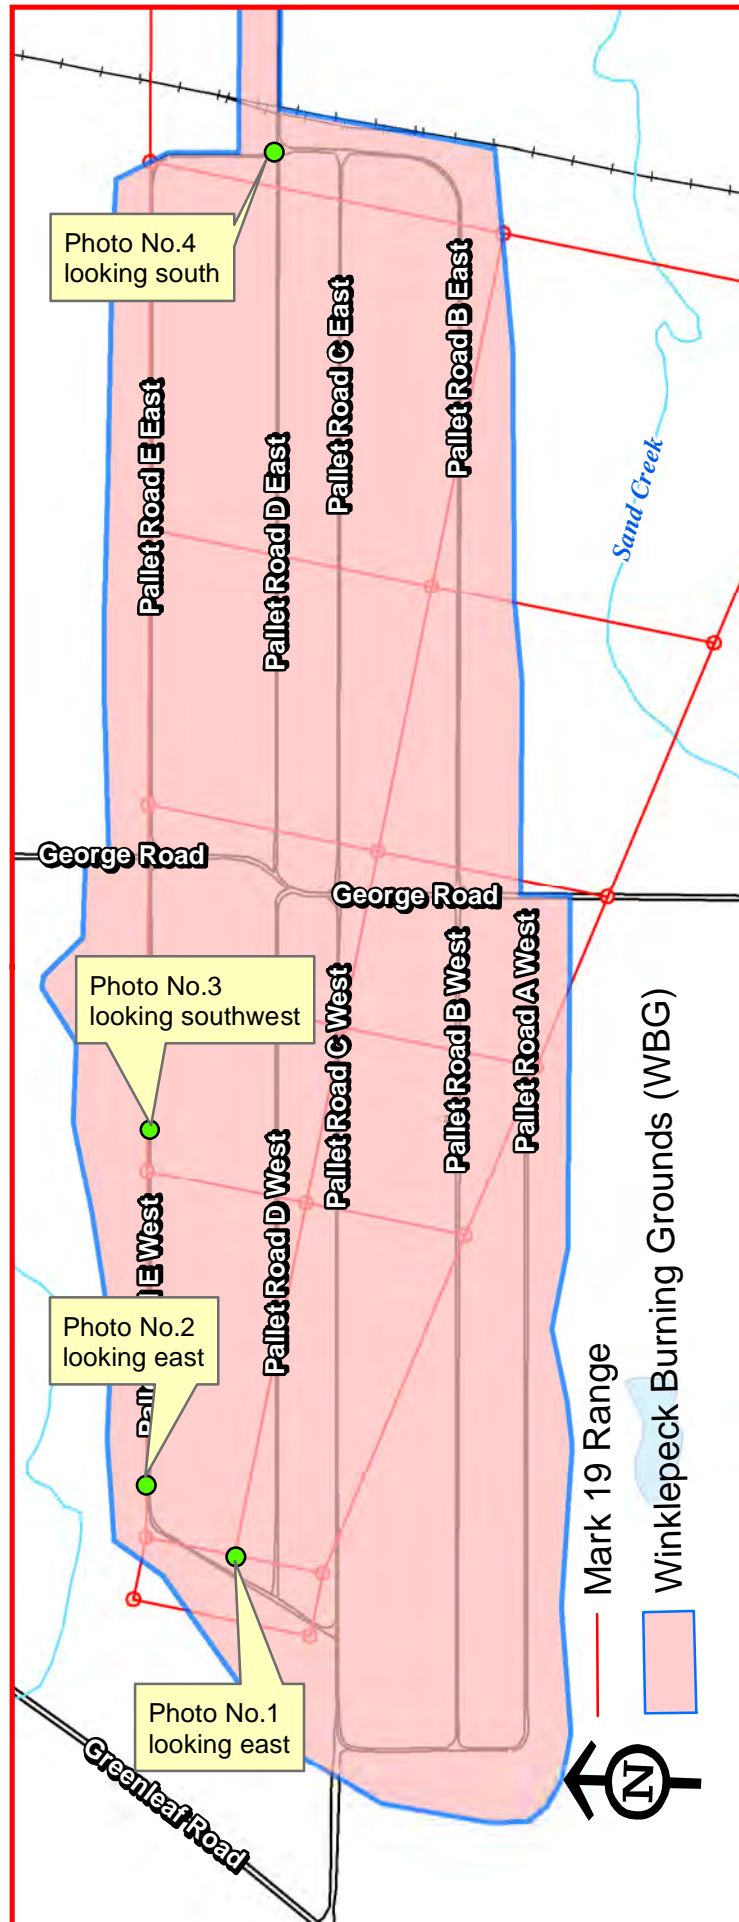 Photo No.4
looking south
Pallet Road E East
Pallet Road D East
Pallet Road C East
Pallet Road B East
Sand Creek
George Road
George Road
Photo No.3
looking southwest
Pallet Road C West
Pallet Road B West
Pallet Road A West
Pallet Road D West
E West
Photo No.2
looking east
Photo No.1
looking east
Greenleaf Road
Mark 19 Range
Winklepeck Burning Grounds (WBG)
N